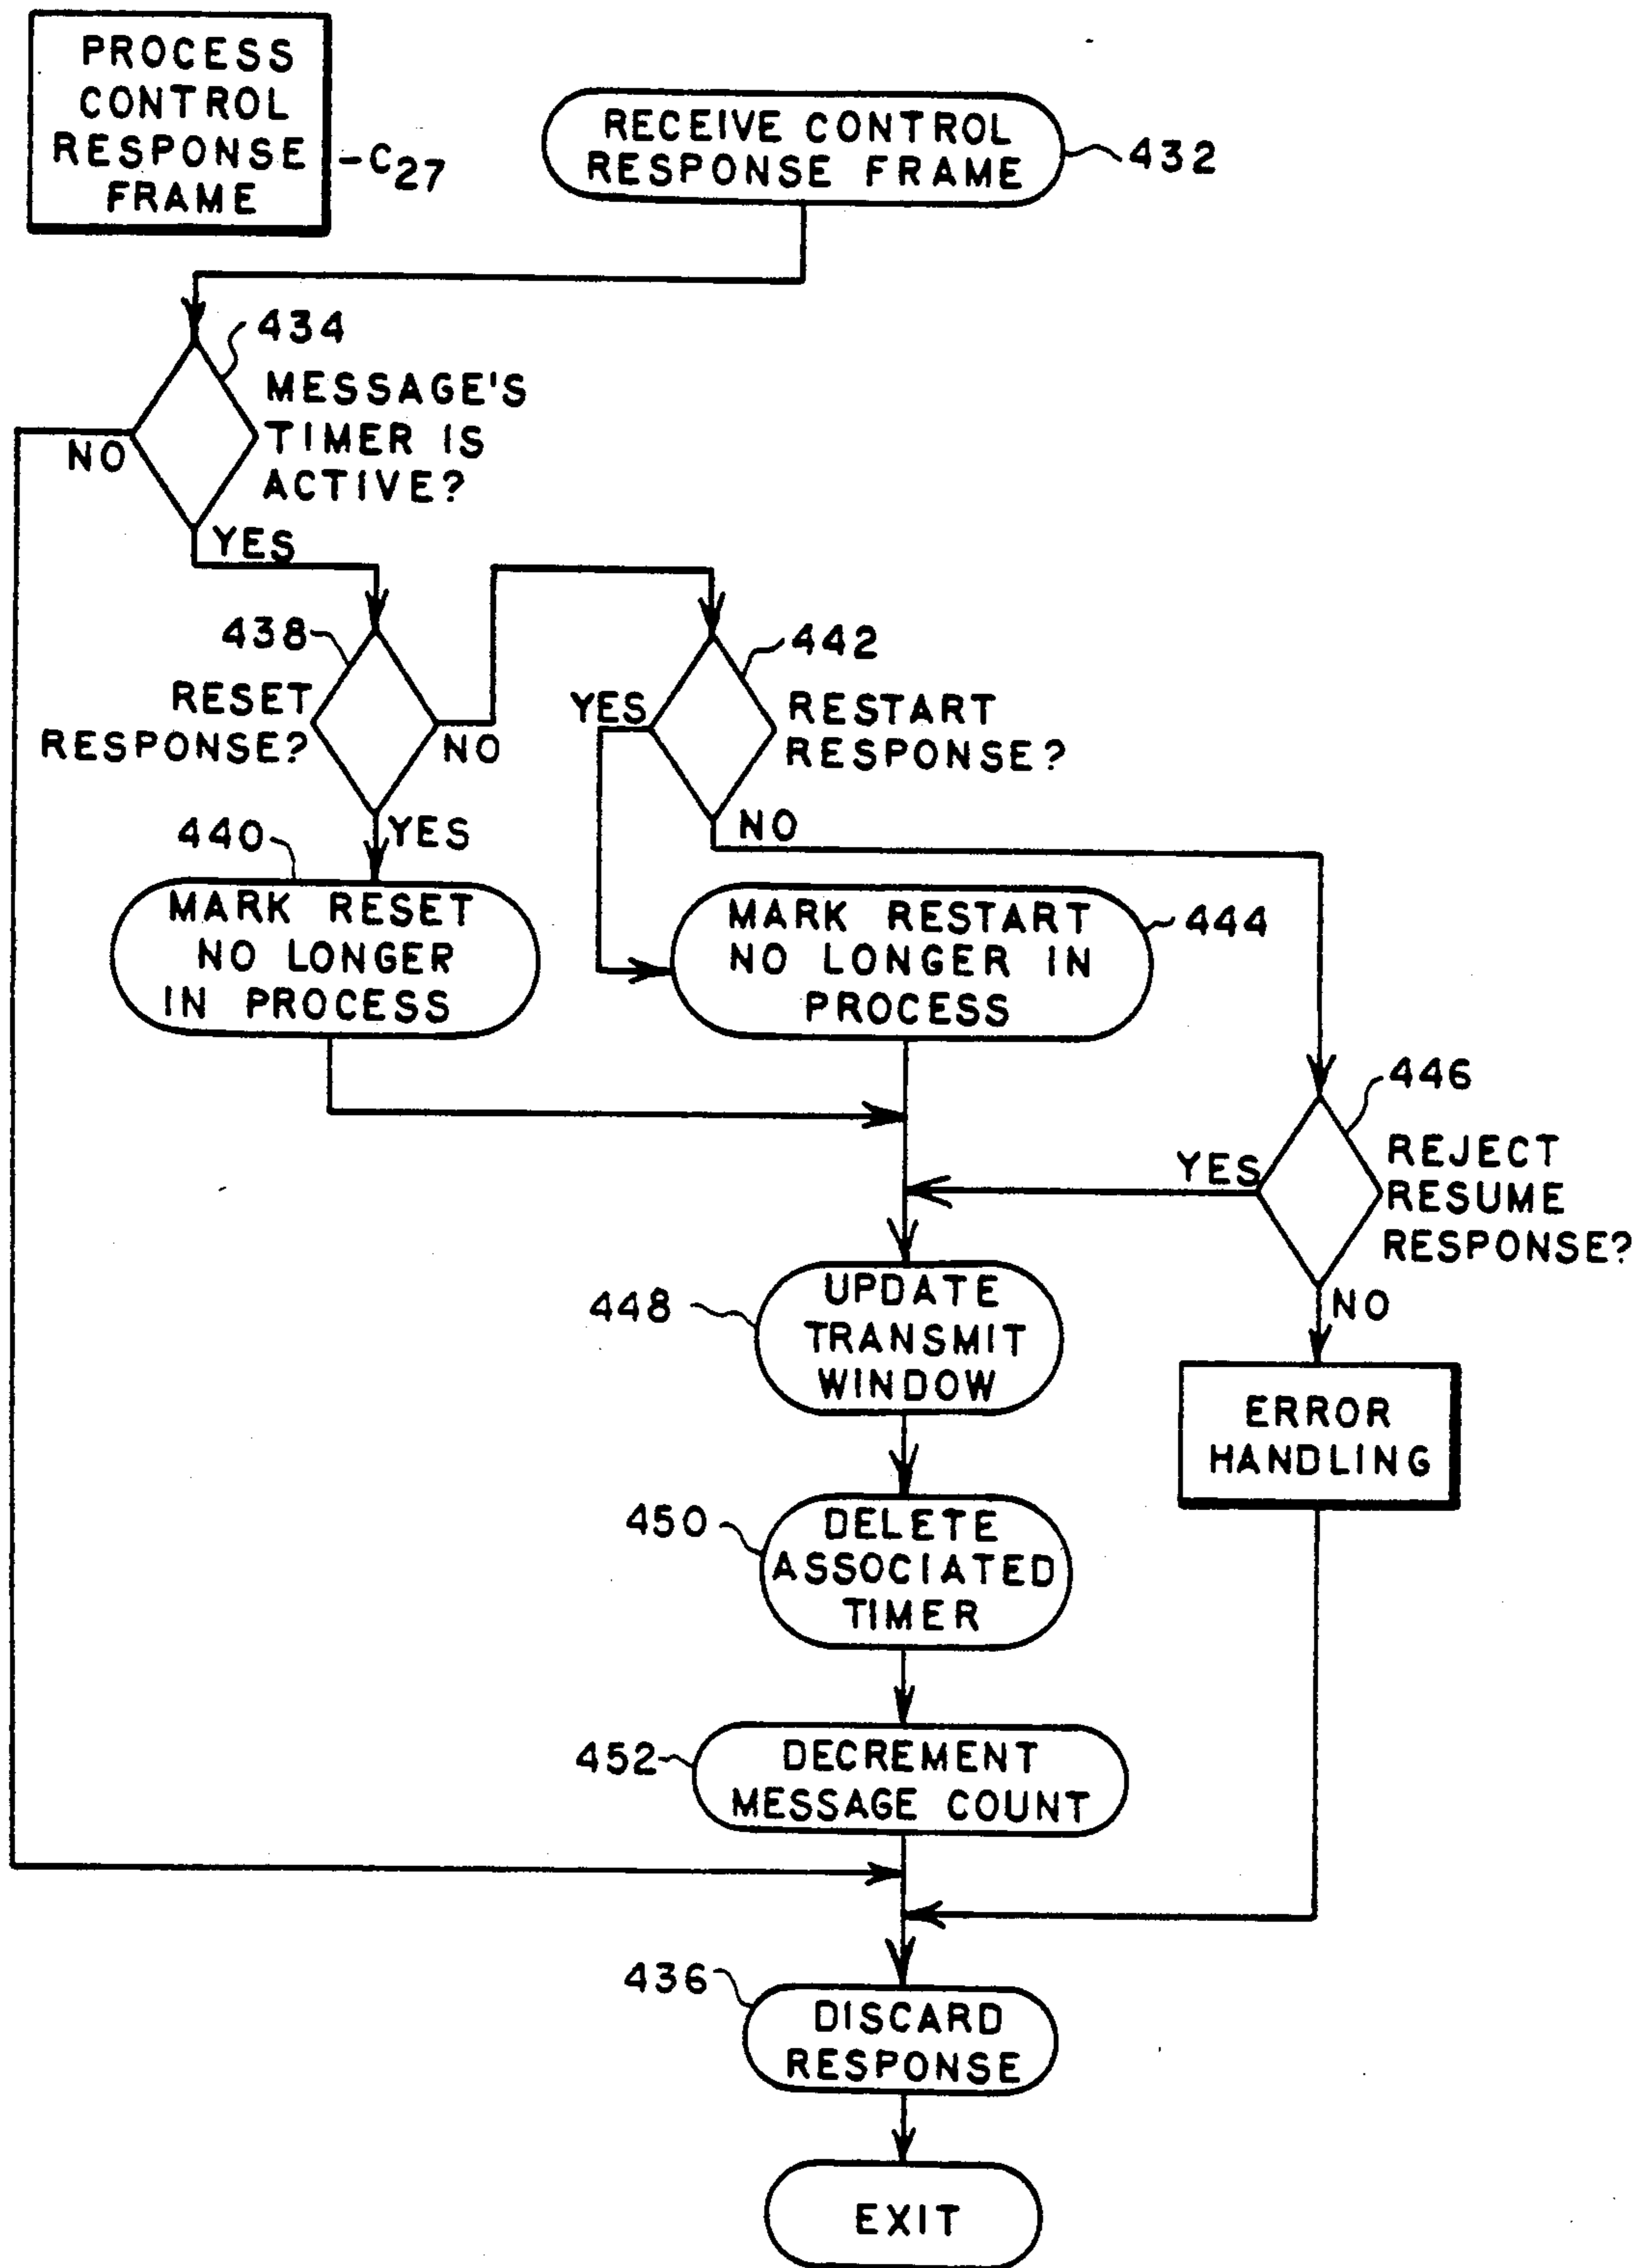 PROCESS
CONTROL
RESPONSE
FRAME
-C27
RECEIVE CONTROL
RESPONSE FRAME
432
434
MESSAGE'S
TIMER IS
ACTIVE?
NO
YES
438
RESET
RESPONSE?
NO
YES
442
RESTART
RESPONSE?
YES
NO
440
MARK RESET
NO LONGER
IN PROCESS
MARK RESTART
NO LONGER IN
PROCESS
444
446
REJECT
RESUME
RESPONSE?
YES
NO
448
UPDATE
TRANSMIT
WINDOW
ERROR
HANDLING
450
DELETE
ASSOCIATED
TIMER
452
DECREMENT
MESSAGE COUNT
436
DISCARD
RESPONSE
EXIT